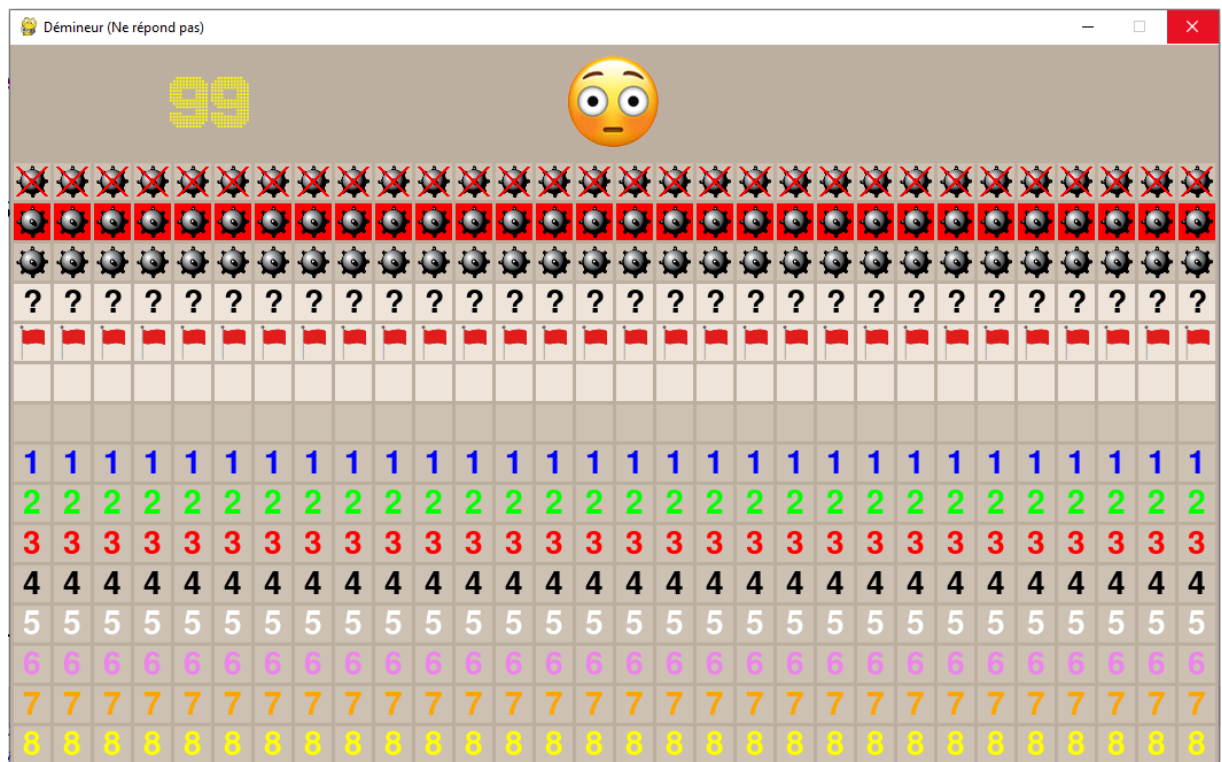 Démineur (Ne répond pas)
99
? ? ? ? ? ? ? ? ? ? ? ? ? ? ? ? ? ? ? ? ? ? ? ? ? ? ? ? ? ?
1 1 1 1 1 1 1 1 1 1 1 1 1 1 1 1 1 1 1 1 1 1 1 1 1 1 1 1 1 1
2 2 2 2 2 2 2 2 2 2 2 2 2 2 2 2 2 2 2 2 2 2 2 2 2 2 2 2 2 2
3 3 3 3 3 3 3 3 3 3 3 3 3 3 3 3 3 3 3 3 3 3 3 3 3 3 3 3 3 3
4 4 4 4 4 4 4 4 4 4 4 4 4 4 4 4 4 4 4 4 4 4 4 4 4 4 4 4 4 4
5 5 5 5 5 5 5 5 5 5 5 5 5 5 5 5 5 5 5 5 5 5 5 5 5 5 5 5 5 5
6 6 6 6 6 6 6 6 6 6 6 6 6 6 6 6 6 6 6 6 6 6 6 6 6 6 6 6 6 6
7 7 7 7 7 7 7 7 7 7 7 7 7 7 7 7 7 7 7 7 7 7 7 7 7 7 7 7 7 7
8 8 8 8 8 8 8 8 8 8 8 8 8 8 8 8 8 8 8 8 8 8 8 8 8 8 8 8 8 8